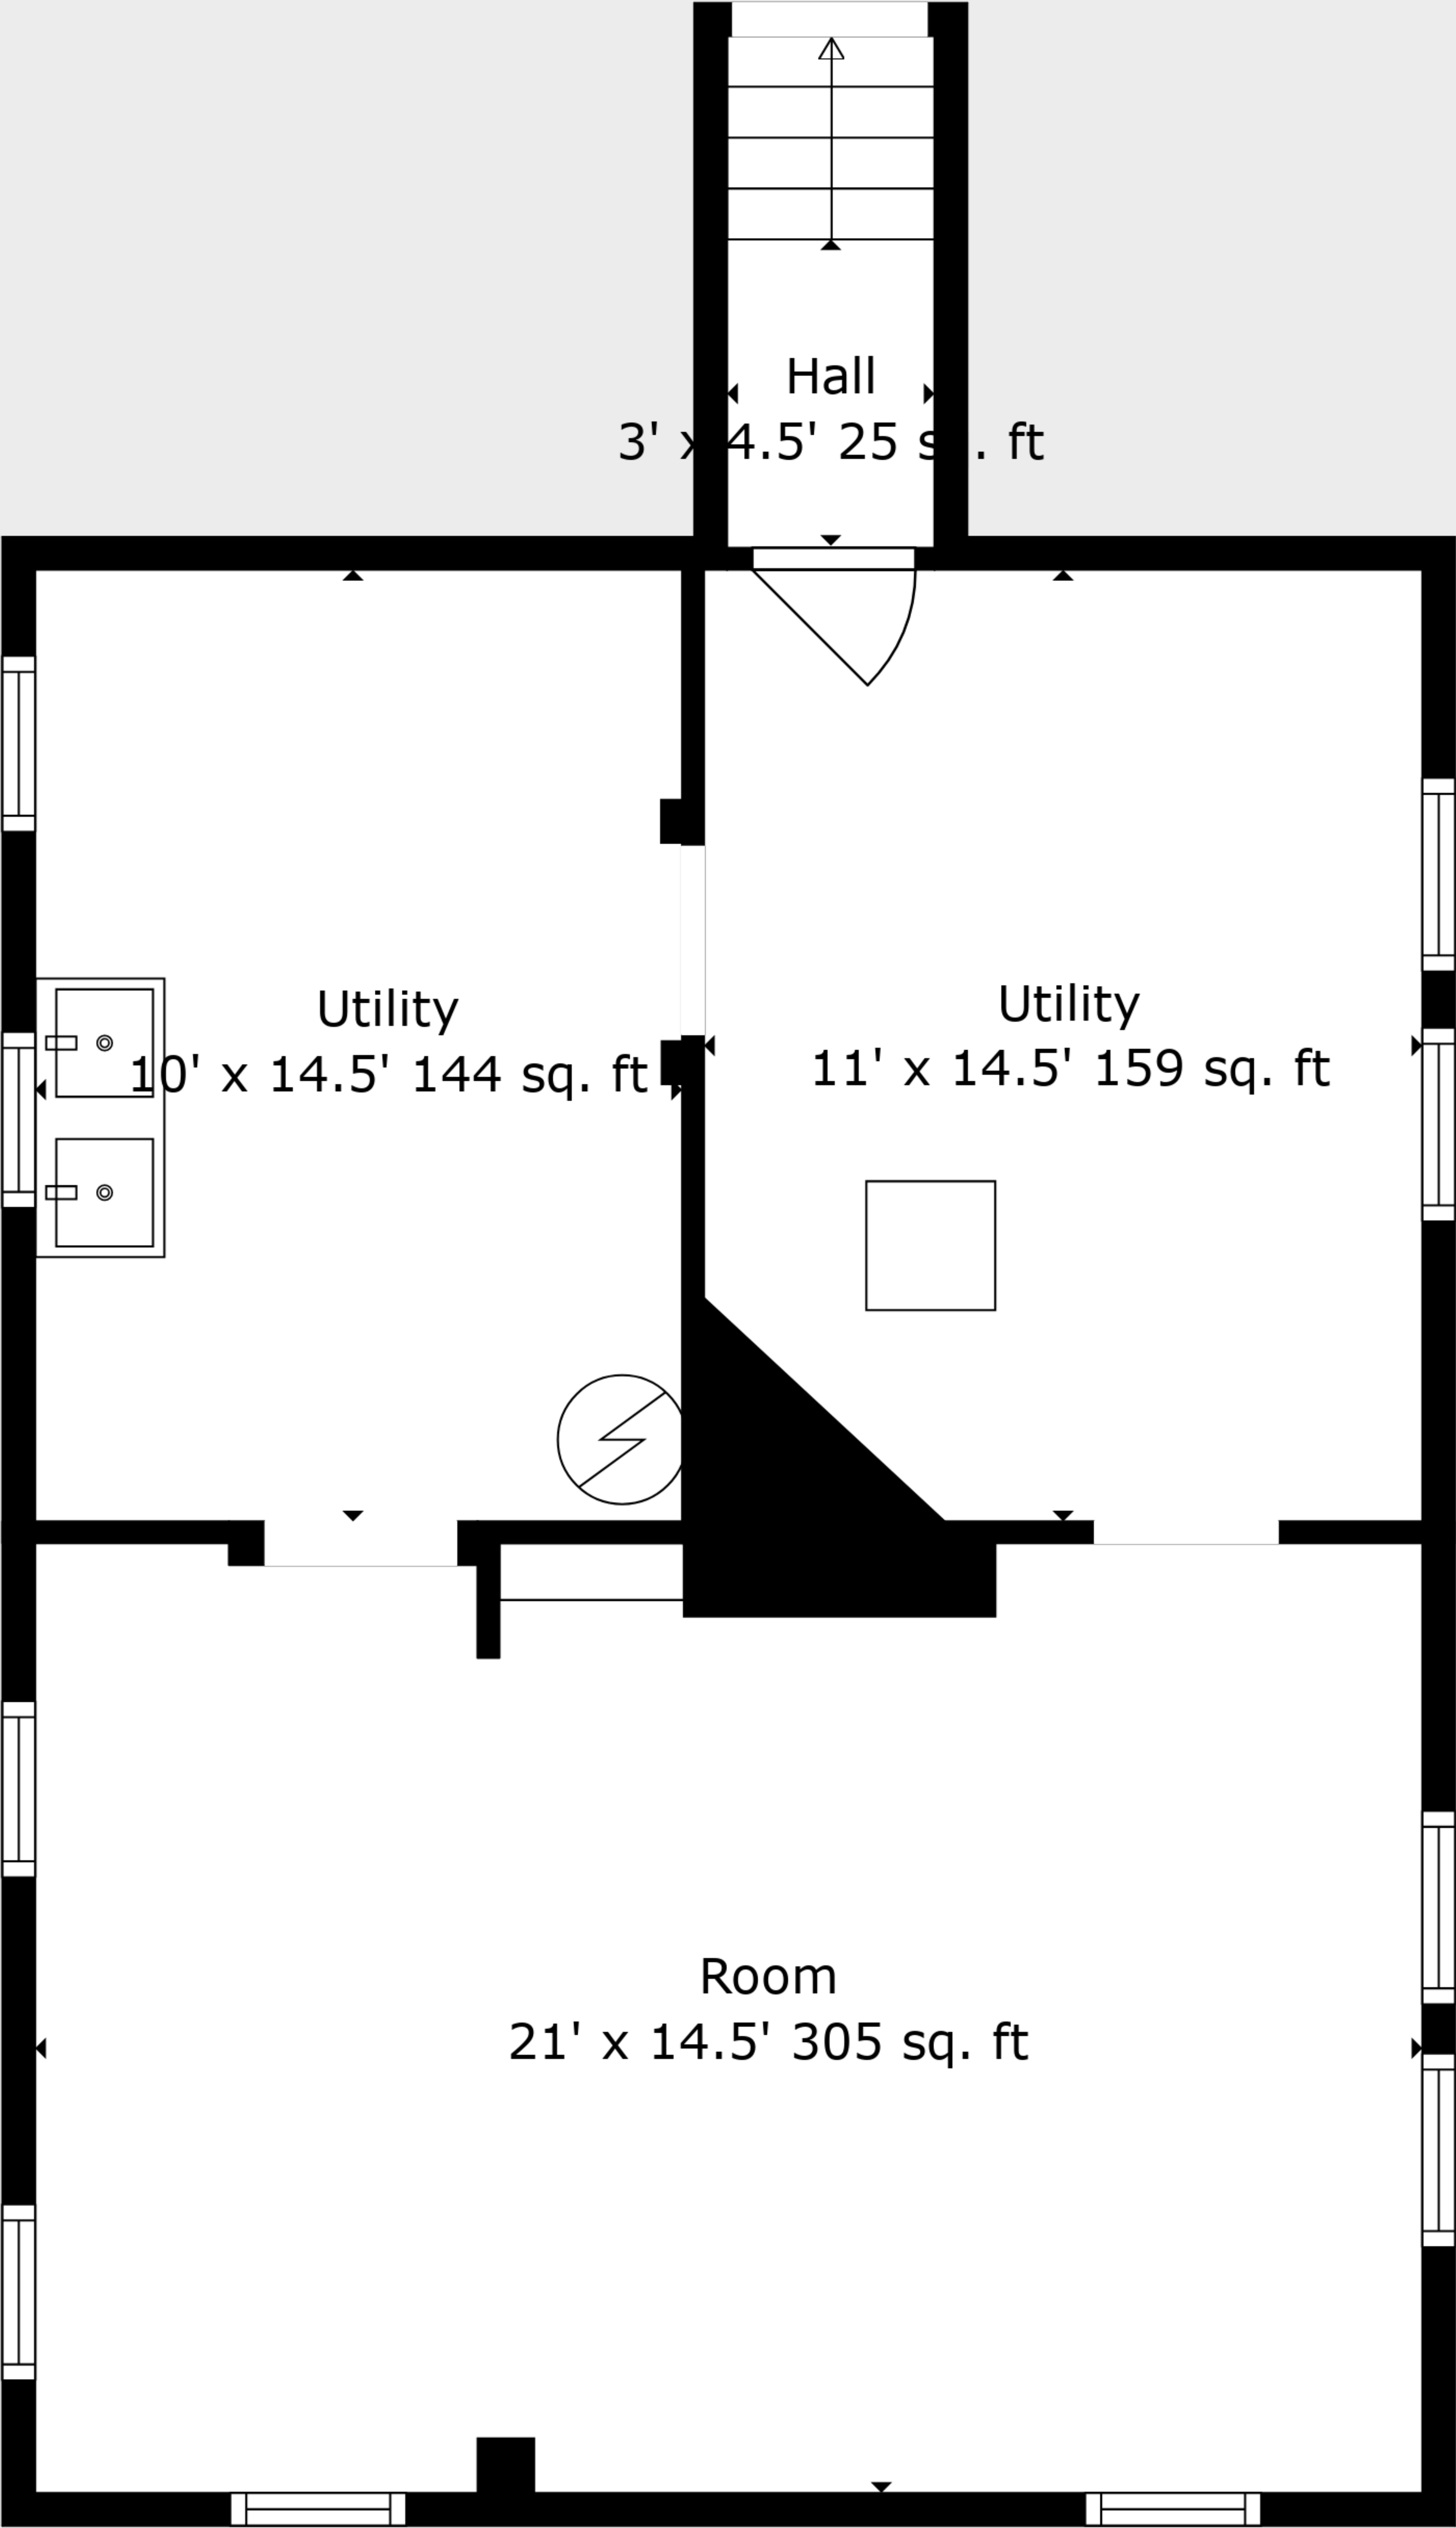 Hall
3' x 4.5' 25 sq. ft
Utility
10' x 14.5' 144 sq. ft
Utility
11' x 14.5' 159 sq. ft
Room
21' x 14.5' 305 sq. ft